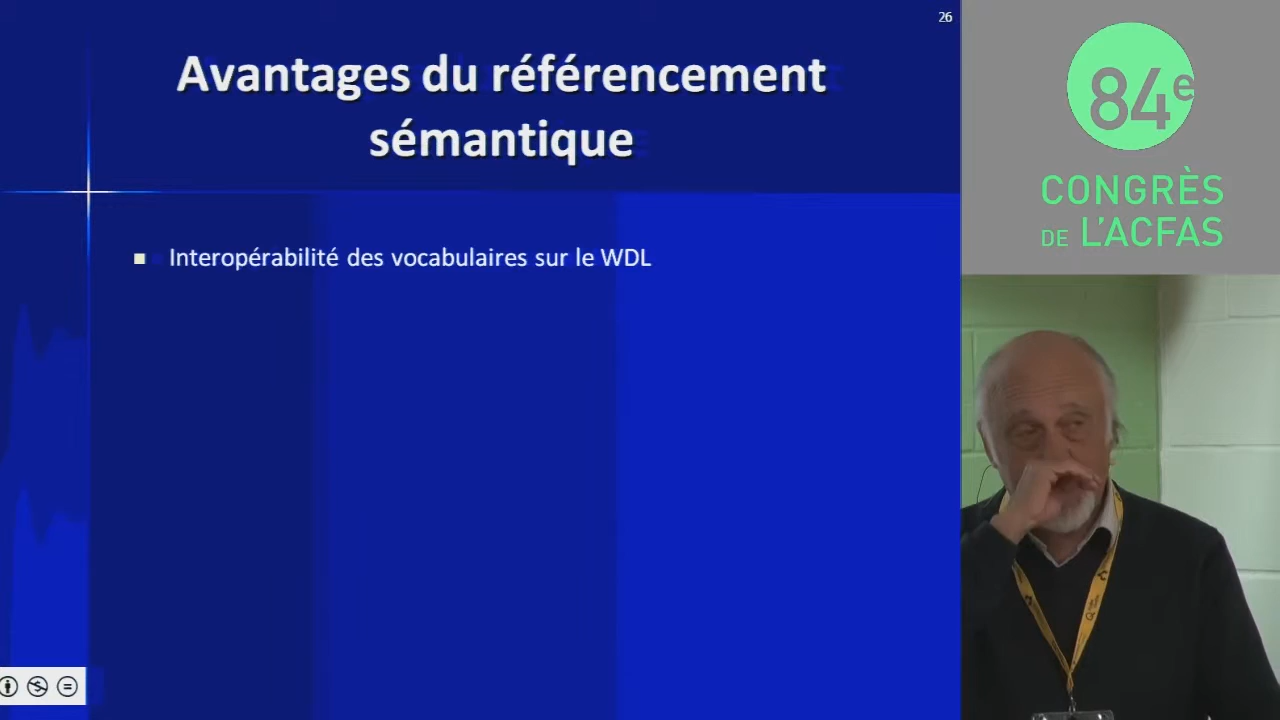 26
Avantages du référencement
sémantique
Interopérabilité des vocabulaires sur le WDL
84e
CONGRÈS
DE L'ACFAS